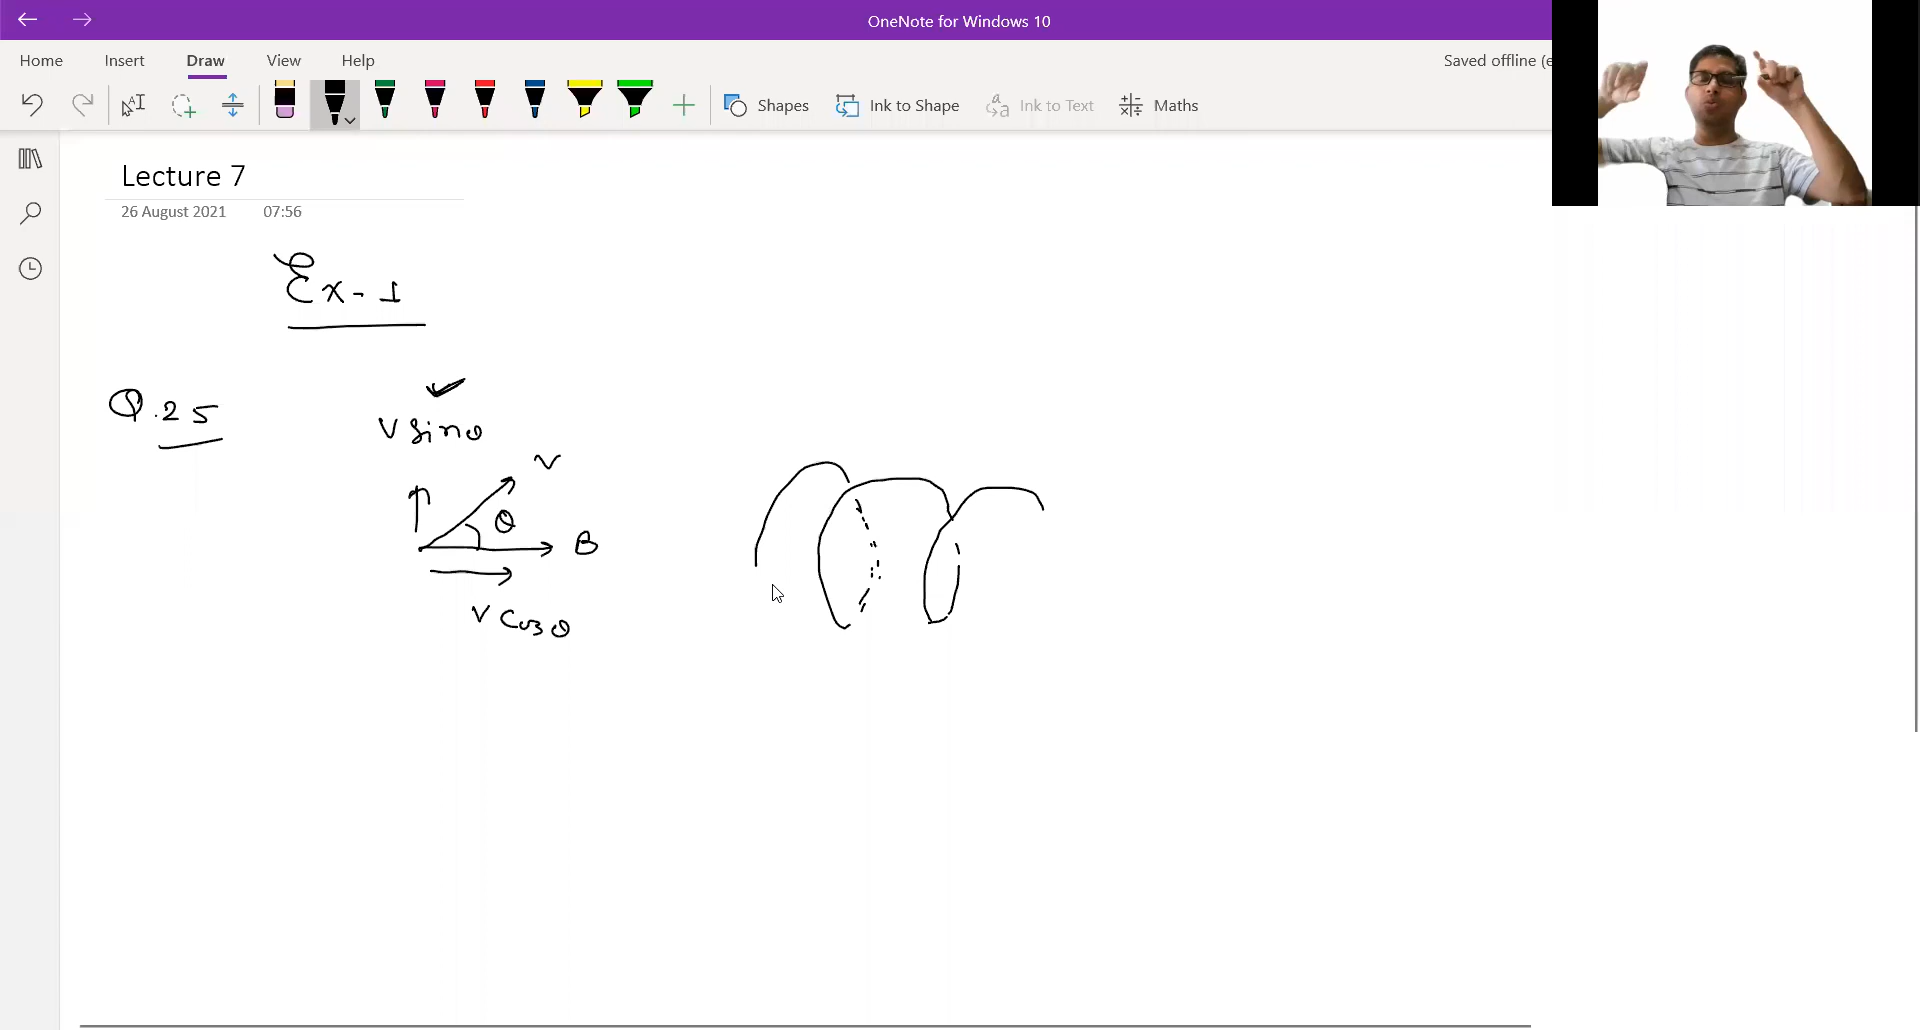 OneNote for Windows 10
Home Insert Draw View Help Saved offline (e
Shapes Ink to Shape Ink to Text Maths
Lecture 7
26 August 2021 07:56
Ex-1
Q.25
v sinθ
v
θ
B
v cosθ